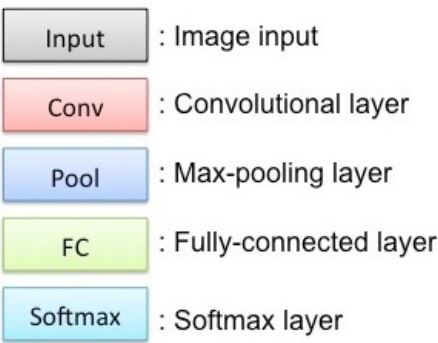 Input : Image input
Conv : Convolutional layer
Pool : Max-pooling layer
FC : Fully-connected layer
Softmax : Softmax layer